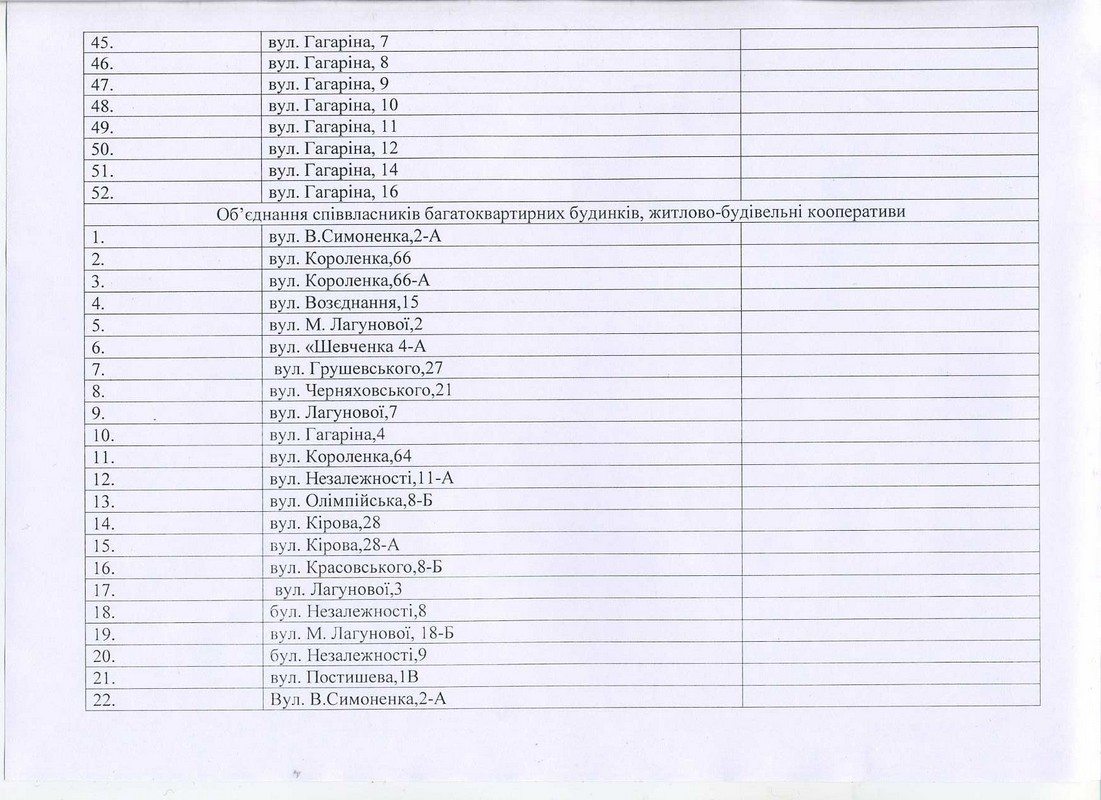 45. вул. Гагаріна, 7
46. вул. Гагаріна, 8
47. вул. Гагаріна, 9
48. вул. Гагаріна, 10
49. вул. Гагаріна, 11
50. вул. Гагаріна, 12
51. вул. Гагаріна, 14
52. вул. Гагаріна, 16
Об’єднання співвласників багатоквартирних будинків, житлово-будівельні кооперативи
1. вул. В.Симоненка,2-А
2. вул. Короленка,66
3. вул. Короленка,66-А
4. вул. Возєднання,15
5. вул. М. Лагунової,2
6. вул. «Шевченка 4-А
7. вул. Грушевського,27
8. вул. Черняховського,21
9. вул. Лагунової,7
10. вул. Гагаріна,4
11. вул. Короленка,64
12. вул. Незалежності,11-А
13. вул. Олімпійська,8-Б
14. вул. Кірова,28
15. вул. Кірова,28-А
16. вул. Красовського,8-Б
17. вул. Лагунової,3
18. бул. Незалежності,8
19. вул. М. Лагунової, 18-Б
20. бул. Незалежності,9
21. вул. Постишева,1В
22. Вул. В.Симоненка,2-А